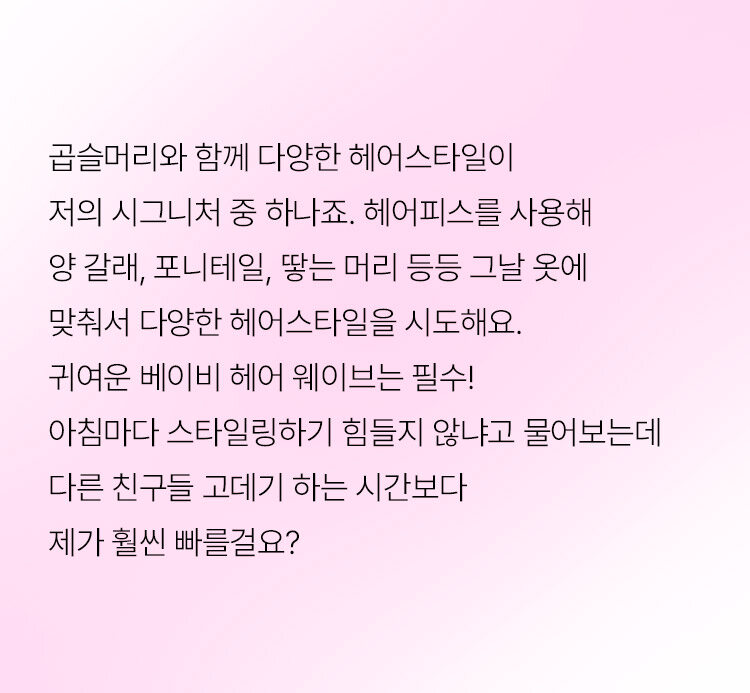 곱슬머리와 함께 다양한 헤어스타일이
저의 시그니처 중 하나죠. 헤어피스를 사용해
양 갈래, 포니테일, 땋는 머리 등등 그날 옷에
맞춰서 다양한 헤어스타일을 시도해요.
귀여운 베이비 헤어 웨이브는 필수!
아침마다 스타일링하기 힘들지 않냐고 물어보는데
다른 친구들 고데기 하는 시간보다
제가 훨씬 빠를걸요?